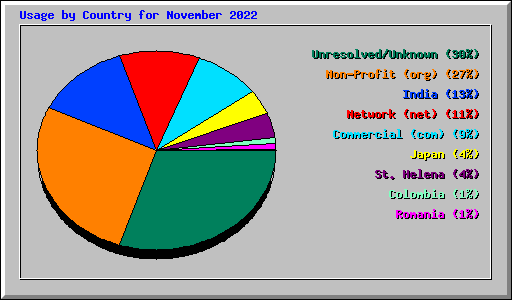 Usage by Country for November 2022
Unresolved/Unknown (30%)
Non-Profit (org) (27%)
India (13%)
Network (net) (11%)
Commercial (com) (9%)
Japan (4%)
St. Helena (4%)
Colombia (1%)
Romania (1%)